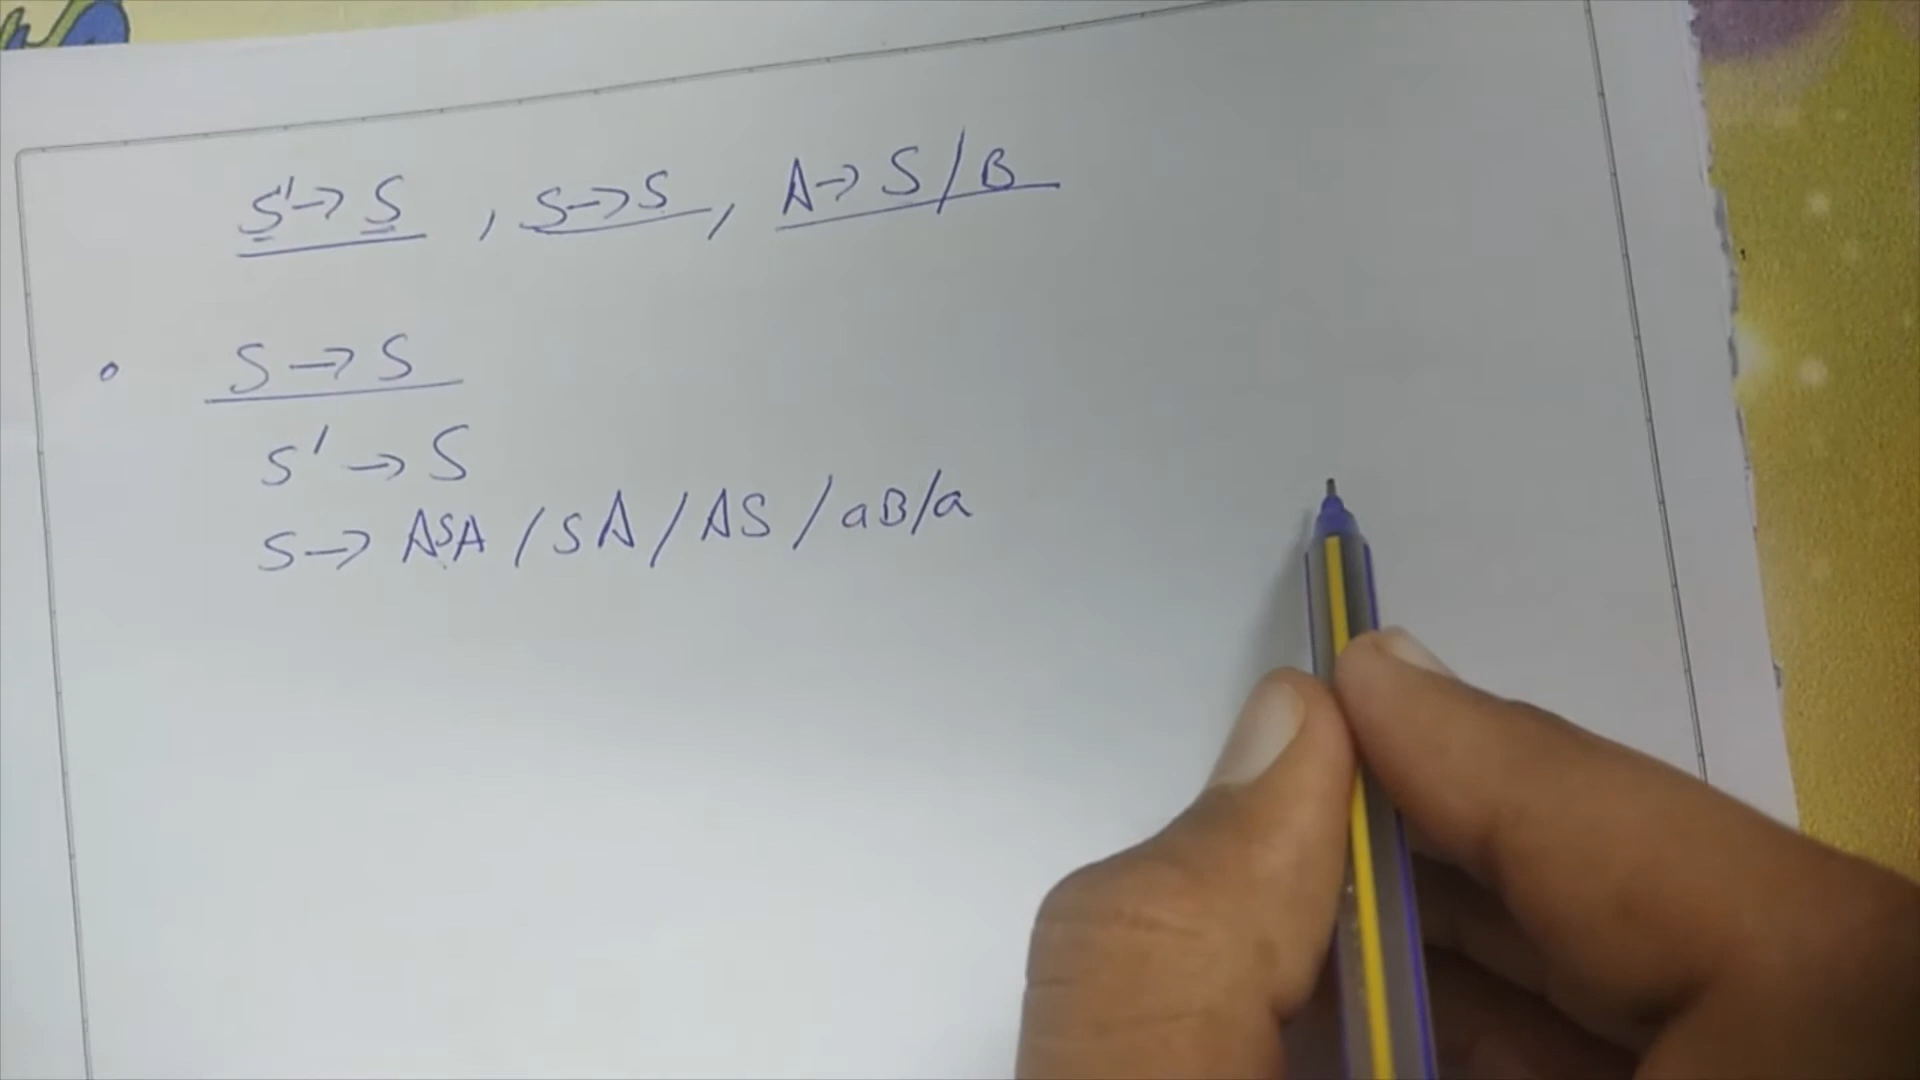 S' → S , S → S , A → S / B
S → S
S' → S
S → ASA / SA / AS / aB / a